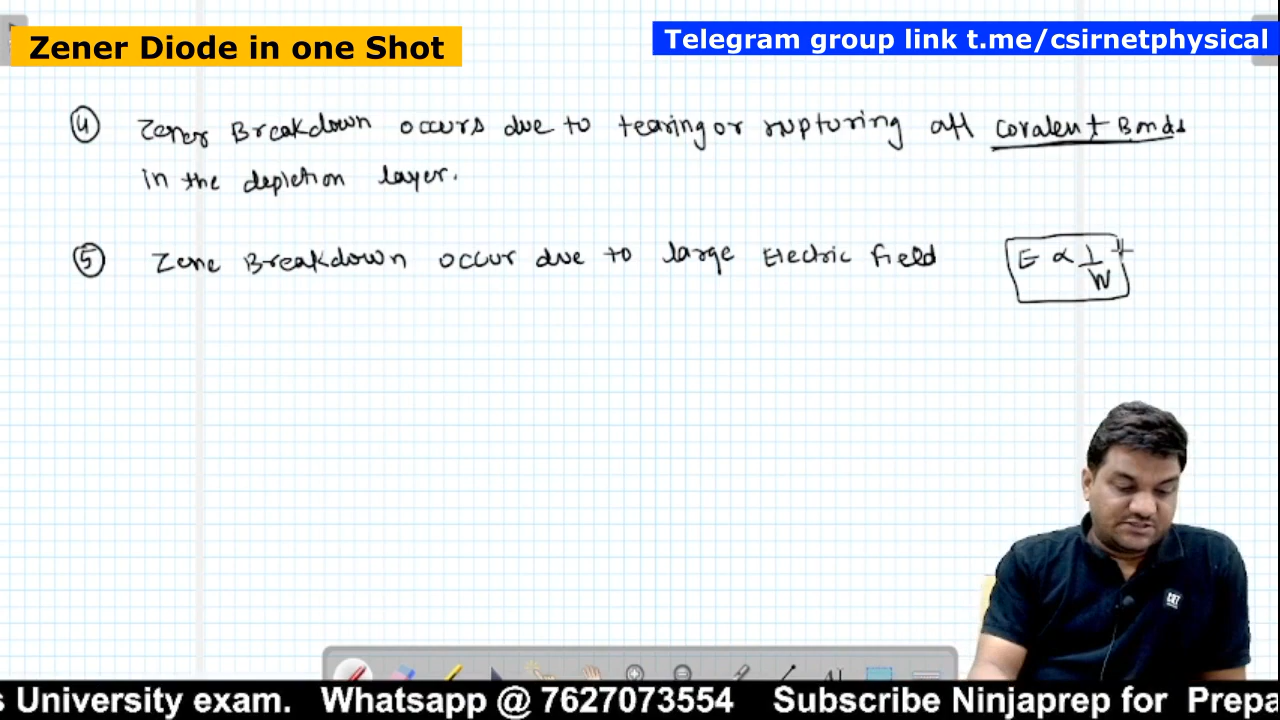 Zener Diode in one Shot
Telegram group link t.me/csirnetphysical
④ Zener Breakdown occurs due to tearing or rupturing off Covalent Bonds
in the depletion layer.
⑤ Zene Breakdown occur due to large Electric field E ∝ 1/W
s University exam. Whatsapp @ 7627073554 Subscribe Ninjaprep for Prepa